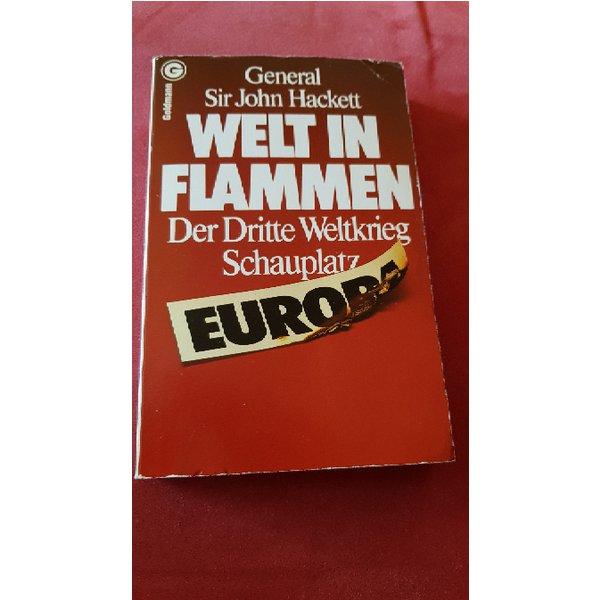 Goldmann
G
General
Sir John Hackett
WELT IN
FLAMMEN
Der Dritte Weltkrieg
Schauplatz
EUROPA